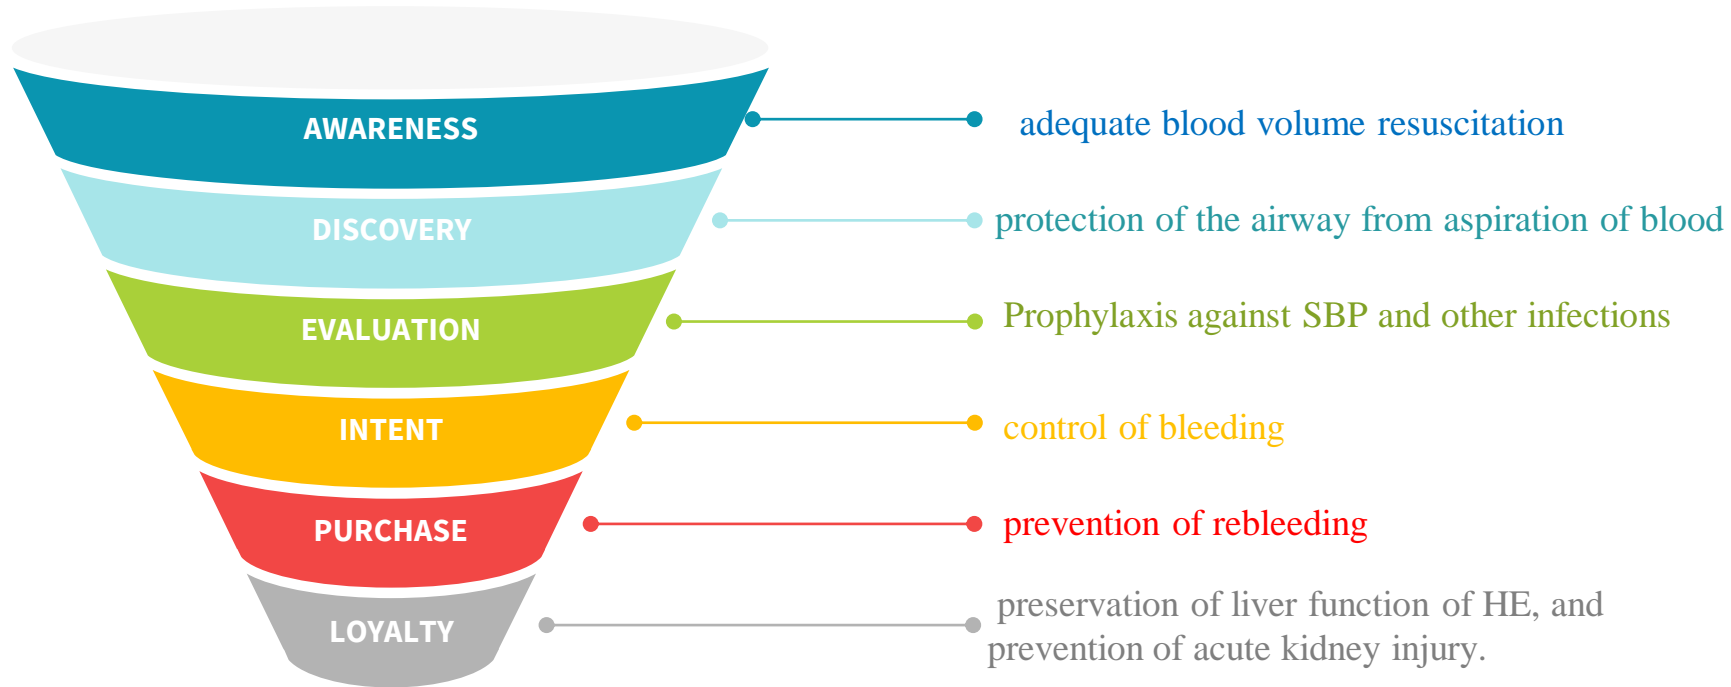 AWARENESS
adequate blood volume resuscitation
DISCOVERY
protection of the airway from aspiration of blood
EVALUATION
Prophylaxis against SBP and other infections
INTENT
control of bleeding
PURCHASE
prevention of rebleeding
LOYALTY
preservation of liver function of HE, and
prevention of acute kidney injury.